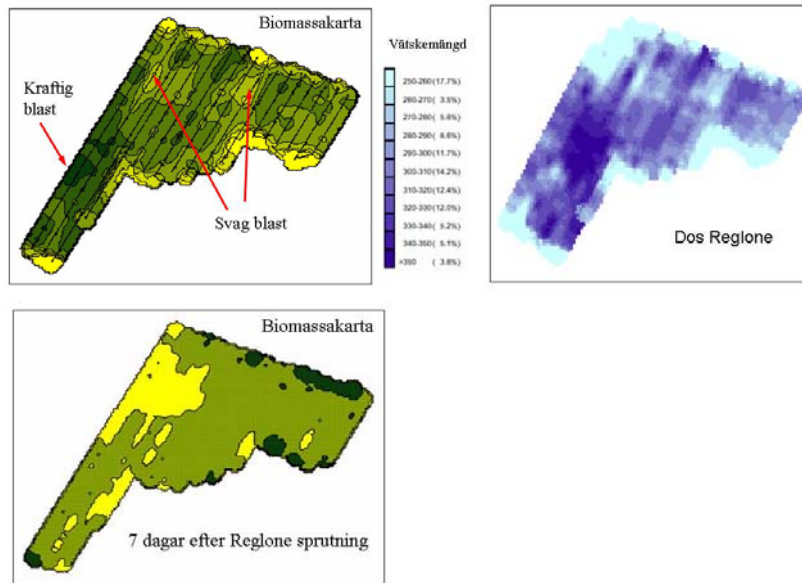 Biomassakarta
Kraftig
blast
Svag blast
Vätskemängd
250-260 (17.7%)
260-270 ( 3.5%)
270-280 ( 5.8%)
280-290 ( 8.6%)
290-300 (11.7%)
300-310 (14.2%)
310-320 (12.4%)
320-330 (12.0%)
330-340 ( 5.2%)
340-350 ( 5.1%)
>350 ( 3.8%)
Dos Reglone
Biomassakarta
7 dagar efter Reglone sprutning